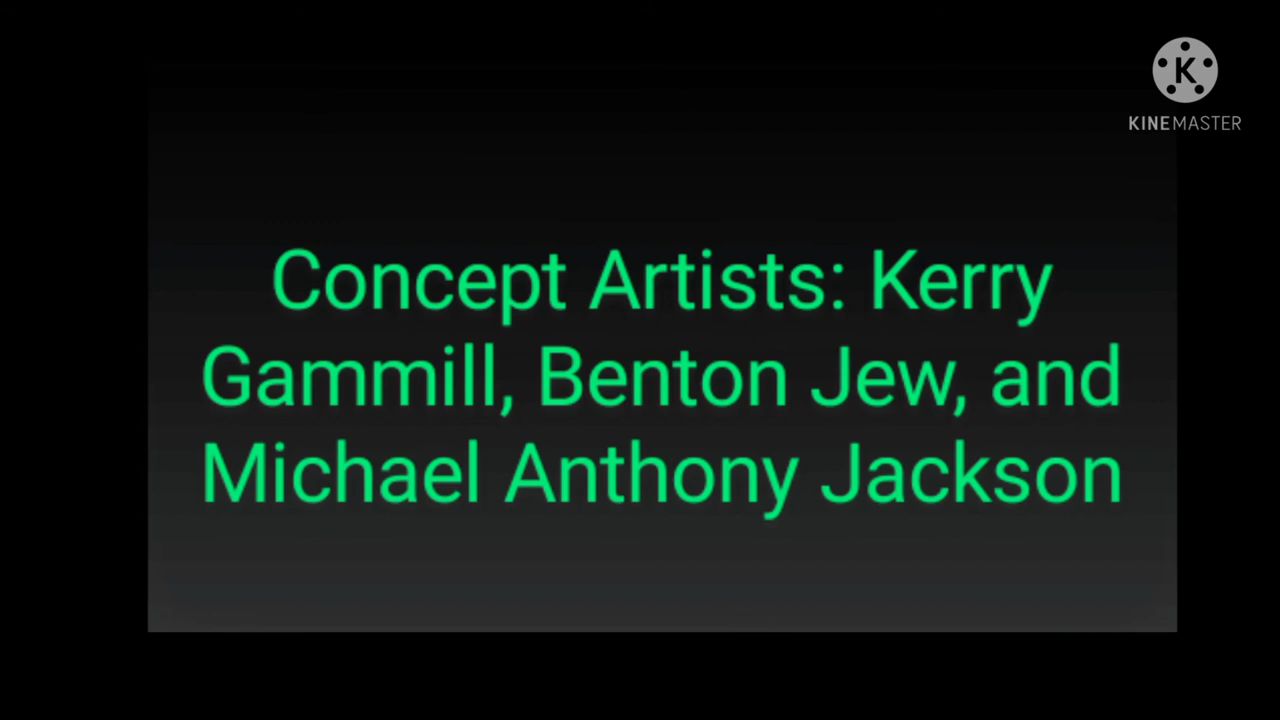 K
KINEMASTER
Concept Artists: Kerry
Gammill, Benton Jew, and
Michael Anthony Jackson